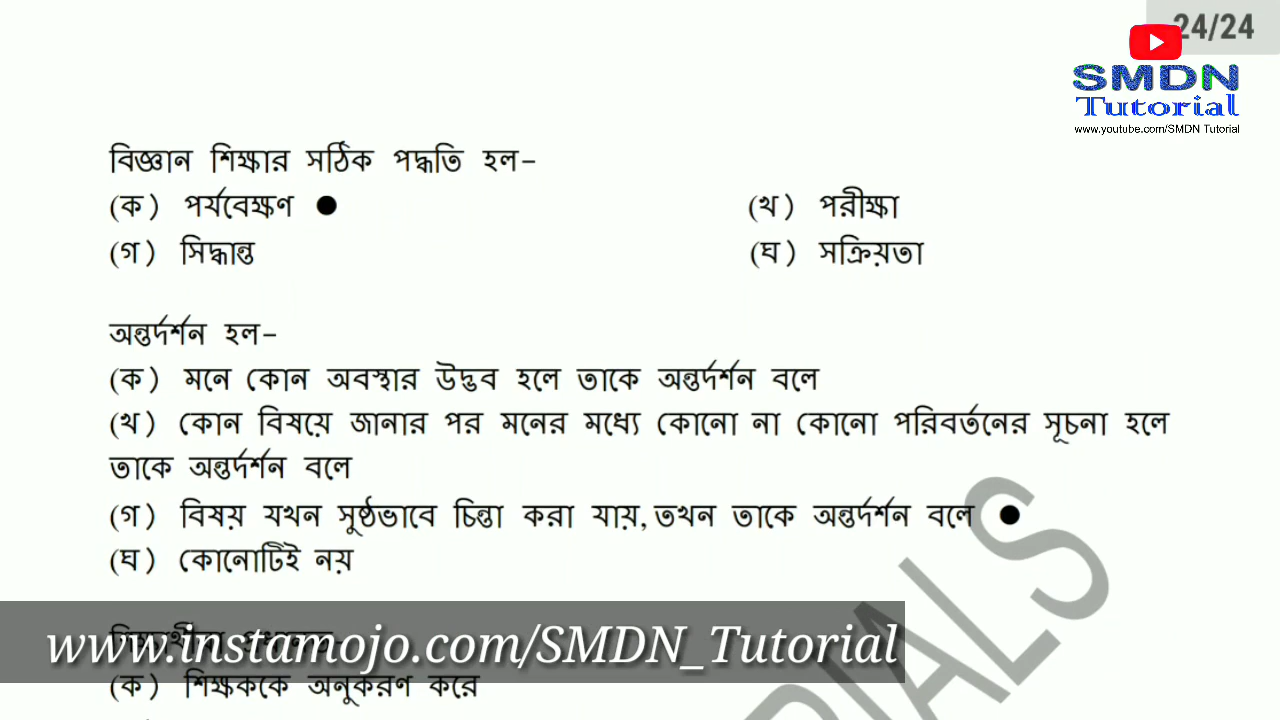 24/24
SMDN
Tutorial
www.youtube.com/SMDN Tutorial
বিজ্ঞান শিক্ষার সঠিক পদ্ধতি হল-
(ক) পর্যবেক্ষণ ● (খ) পরীক্ষা
(গ) সিদ্ধান্ত (ঘ) সক্রিয়তা
অন্তর্দর্শন হল-
(ক) মনে কোন অবস্থার উদ্ভব হলে তাকে অন্তর্দর্শন বলে
(খ) কোন বিষয়ে জানার পর মনের মধ্যে কোনো না কোনো পরিবর্তনের সূচনা হলে
তাকে অন্তর্দর্শন বলে
(গ) বিষয় যখন সুষ্ঠভাবে চিন্তা করা যায়,তখন তাকে অন্তর্দর্শন বলে ●
(ঘ) কোনোটিই নয়
www.instamojo.com/SMDN_Tutorial
(ক) শিক্ষককে অনুকরণ করে